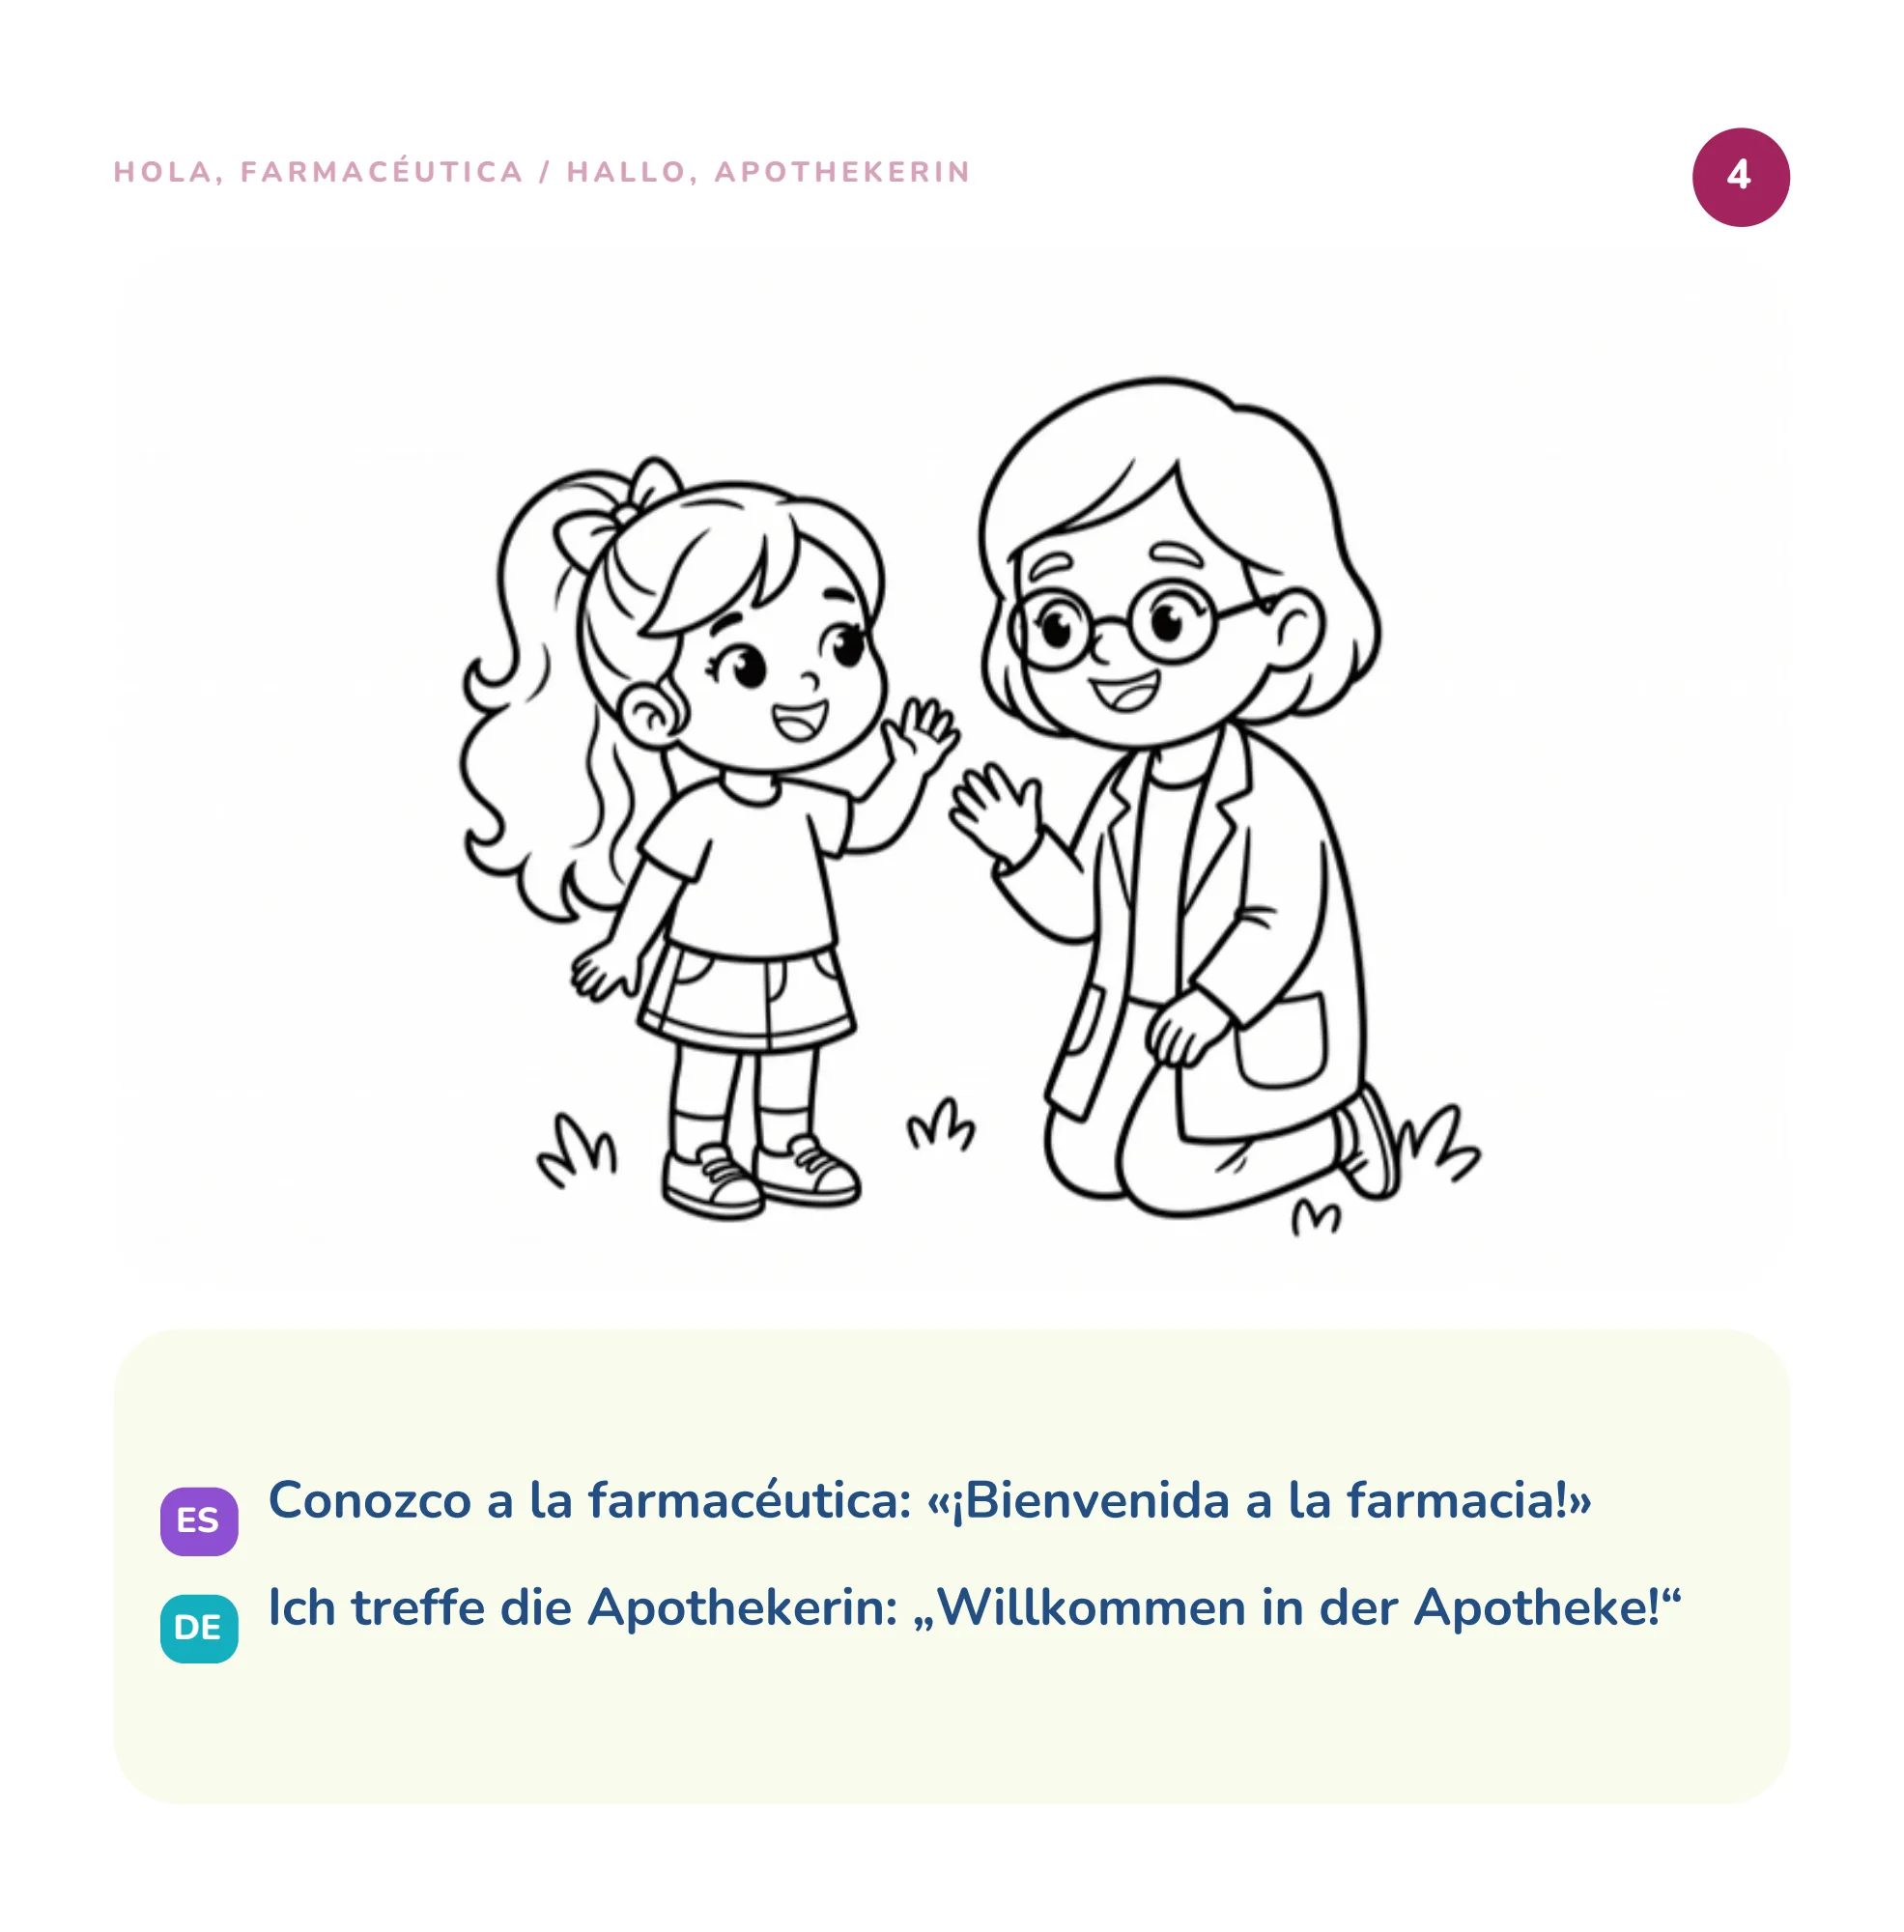 HOLA, FARMACÉUTICA / HALLO, APOTHEKERIN
4
ES Conozco a la farmacéutica: «¡Bienvenida a la farmacia!»
DE Ich treffe die Apothekerin: „Willkommen in der Apotheke!“